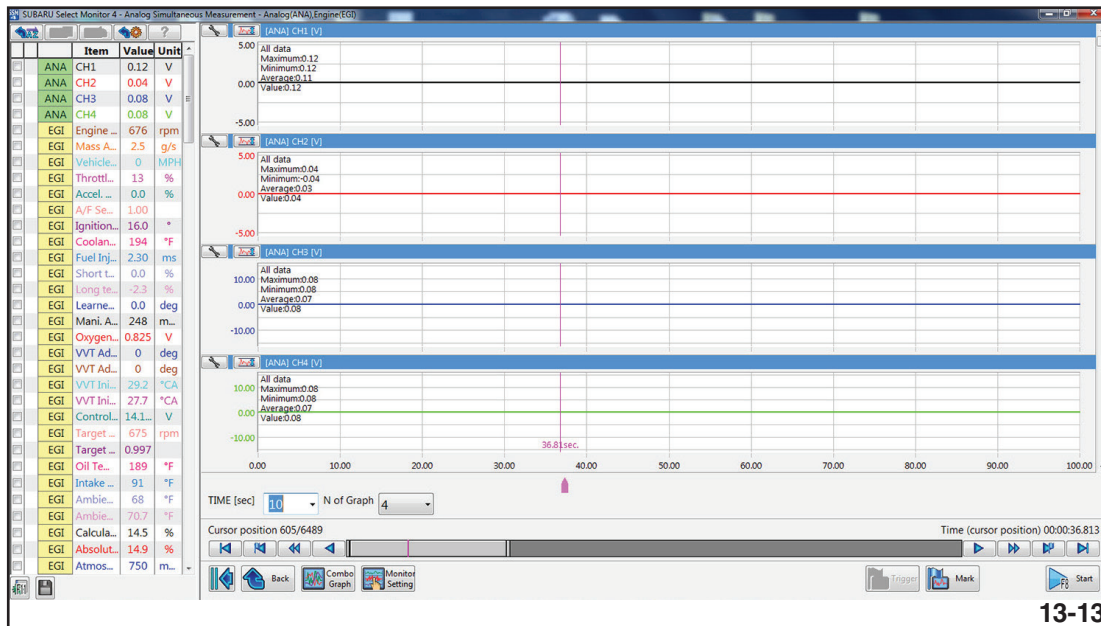 SUBARU Select Monitor 4 - Analog Simultaneous Measurement - Analog(ANA),Engine(EGI)
?
Item Value Unit
ANA CH1 0.12 V
ANA CH2 0.04 V
ANA CH3 0.08 V
ANA CH4 0.08 V
EGI Engine ... 676 rpm
EGI Mass A... 2.5 g/s
EGI Vehicle... 0 MPH
EGI Throttl... 13 %
EGI Accel. ... 0.0 %
EGI A/F Se... 1.00
EGI Ignition... 16.0 °
EGI Coolan... 194 °F
EGI Fuel Inj... 2.30 ms
EGI Short t... 0.0 %
EGI Long te... -2.3 %
EGI Learne... 0.0 deg
EGI Mani. A... 248 m...
EGI Oxygen... 0.825 V
EGI VVT Ad... 0 deg
EGI VVT Ad... 0 deg
EGI VVT Ini... 29.2 °CA
EGI VVT Ini... 27.7 °CA
EGI Control... 14.1... V
EGI Target ... 675 rpm
EGI Target ... 0.997
EGI Oil Te... 189 °F
EGI Intake ... 91 °F
EGI Ambie... 68 °F
EGI Ambie... 70.7 °F
EGI Calcula... 14.5 %
EGI Absolut... 14.9 %
EGI Atmos... 750 m...
[ANA] CH1 [V]
5.00
All data
Maximum:0.12
Minimum:0.12
Average:0.11
0.00
Value:0.12
-5.00
[ANA] CH2 [V]
5.00
All data
Maximum:0.04
Minimum:-0.04
Average:0.03
0.00
Value:0.04
-5.00
[ANA] CH3 [V]
All data
10.00
Maximum:0.08
Minimum:0.08
Average:0.07
0.00
Value:0.08
-10.00
[ANA] CH4 [V]
All data
10.00
Maximum:0.08
Minimum:0.08
Average:0.07
0.00
Value:0.08
-10.00
36.81sec.
0.00 10.00 20.00 30.00 40.00 50.00 60.00 70.00 80.00 90.00 100.00
TIME [sec] 10 N of Graph 4
Cursor position 605/6489 Time (cursor position) 00:00:36.813
Back Combo Graph Monitor Setting Trigger Mark F8 Start
13-13